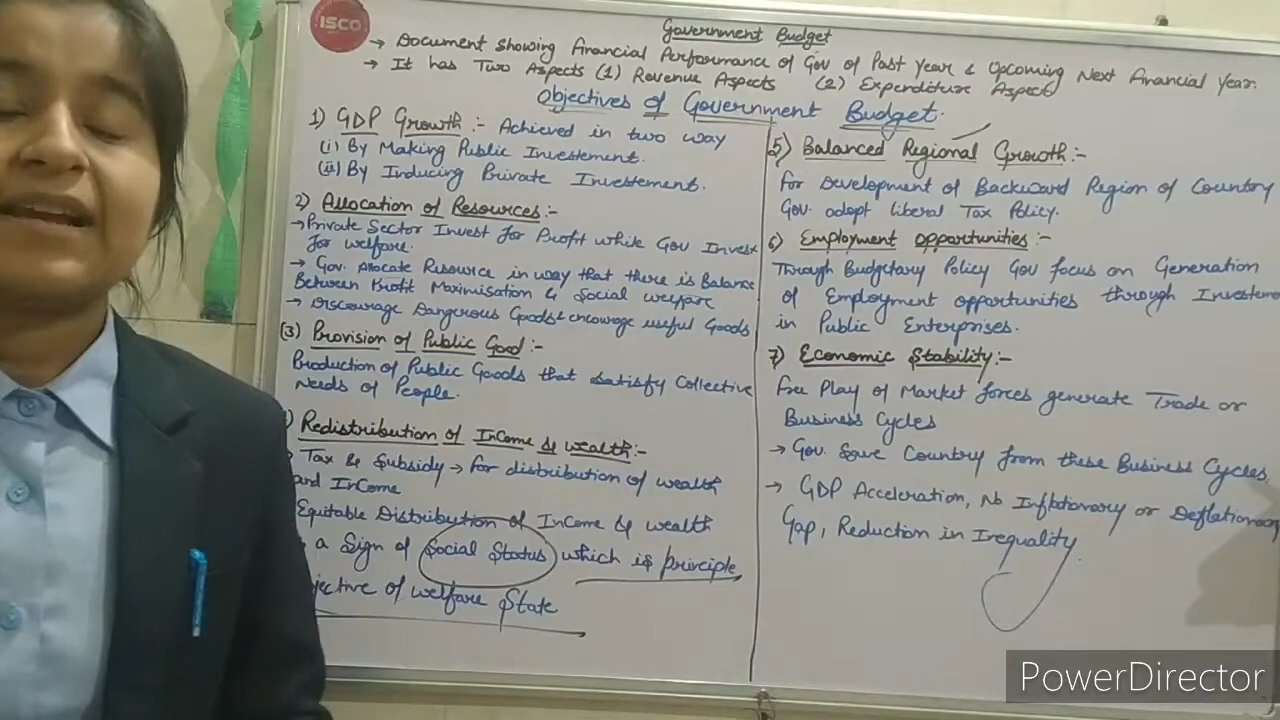 ISCO
Government Budget
→ Document showing Financial Performance of Gov of Past Year & Upcoming Next Financial Year.
→ It has Two Aspects (1) Revenue Aspects (2) Expenditure Aspect
Objectives of Government Budget.
1) GDP Growth:- Achieved in two way
(i) By Making Public Investement.
(ii) By Inducing Private Investement.
2) Allocation of Resources:-
→ Private Sector Invest for Profit while Gov Invest
for welfare.
→ Gov. Allocate Resource in way that there is Balance
Between Profit Maximisation & Social welfare
→ Discourage Dangerous Goods & encourage useful Goods
(3) Provision of Public Good:-
Production of Public Goods that satisfy Collective
Needs of People.
) Redistribution of Income & wealth:-
Tax & Subsidy → for distribution of wealth
and Income
Equitable Distribution of Income & wealth
a Sign of Social Status which is principle
jective of welfare State
5) Balanced Regional Growth:-
for Development of Backward Region of Country
Gov. adopt liberal Tax Policy.
6) Employment opportunities:-
Through Budgetary Policy Gov focus on Generation
of Employment opportunities through Investeme
in Public Enterprises.
7) Economic Stability:-
Free Play of Market forces generate Trade or
Business Cycles
→ Gov. Save Country from these Business Cycles,
→ GDP Acceleration, No Inflationary or Deflationary
Gap, Reduction in Inequality.
PowerDirector